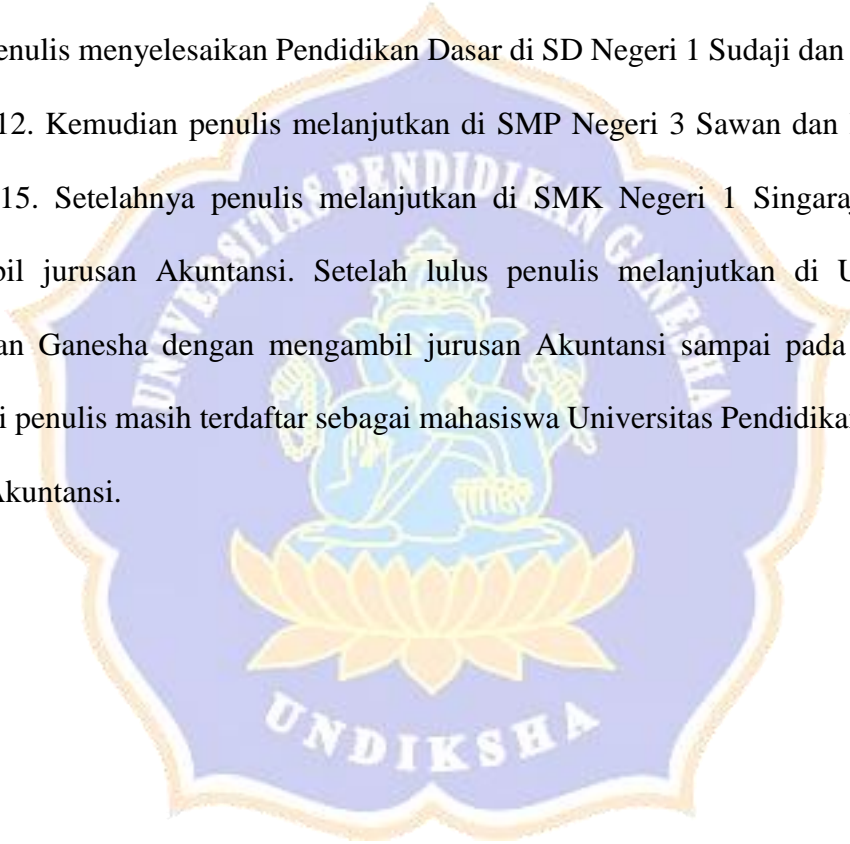 enulis menyelesaikan Pendidikan Dasar di SD Negeri 1 Sudaji dan
12. Kemudian penulis melanjutkan di SMP Negeri 3 Sawan dan
15. Setelahnya penulis melanjutkan di SMK Negeri 1 Singara
bil jurusan Akuntansi. Setelah lulus penulis melanjutkan di U
an Ganesha dengan mengambil jurusan Akuntansi sampai pada
i penulis masih terdaftar sebagai mahasiswa Universitas Pendidika
Akuntansi.
UNIVERSITAS PENDIDIKAN GANESHA
UNDIKSHA